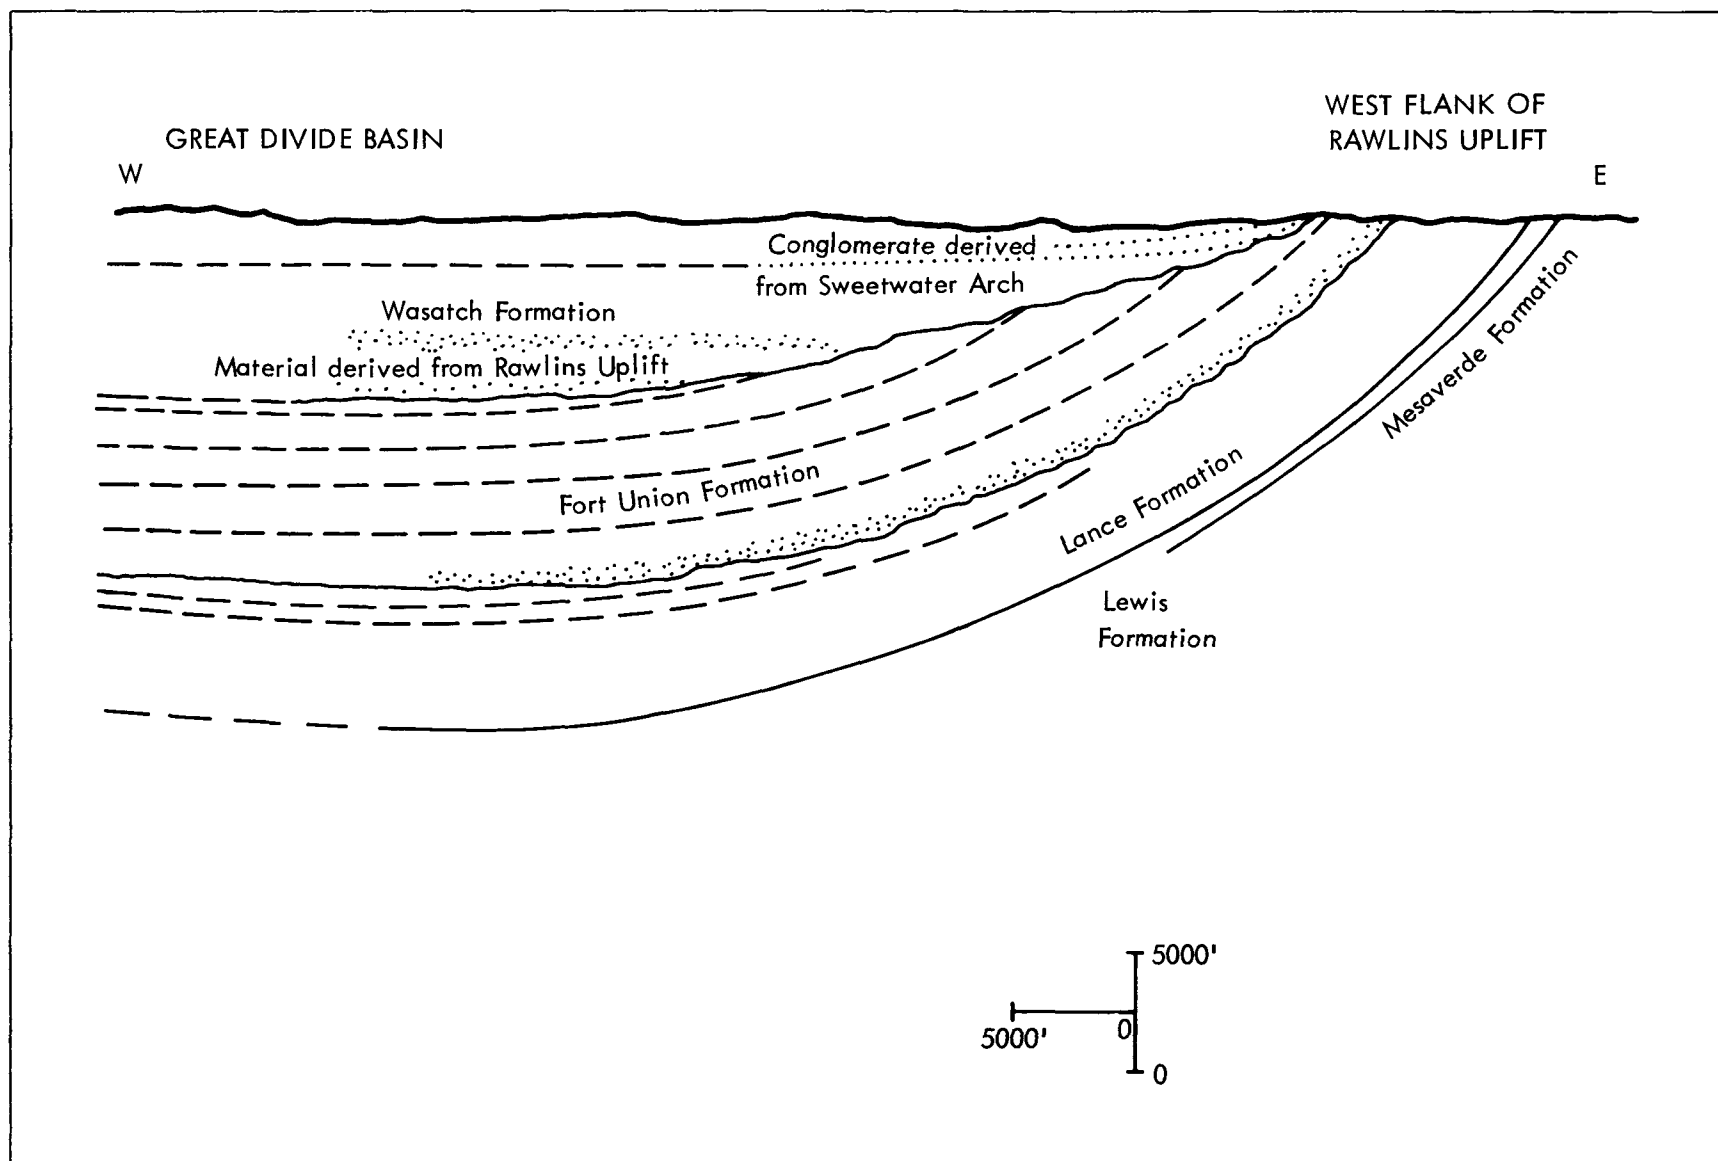 GREAT DIVIDE BASIN
WEST FLANK OF
RAWLINS UPLIFT
W
E
Conglomerate derived
from Sweetwater Arch
Wasatch Formation
Material derived from Rawlins Uplift
Mesaverde Formation
Fort Union Formation
Lance Formation
Lewis
Formation
5000'
5000'
0
0